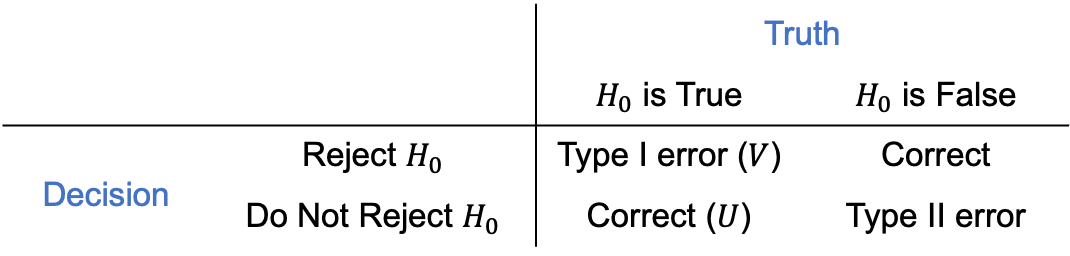 Truth
H₀ is True H₀ is False
Reject H₀ Type I error (V) Correct
Decision
Do Not Reject H₀ Correct (U) Type II error